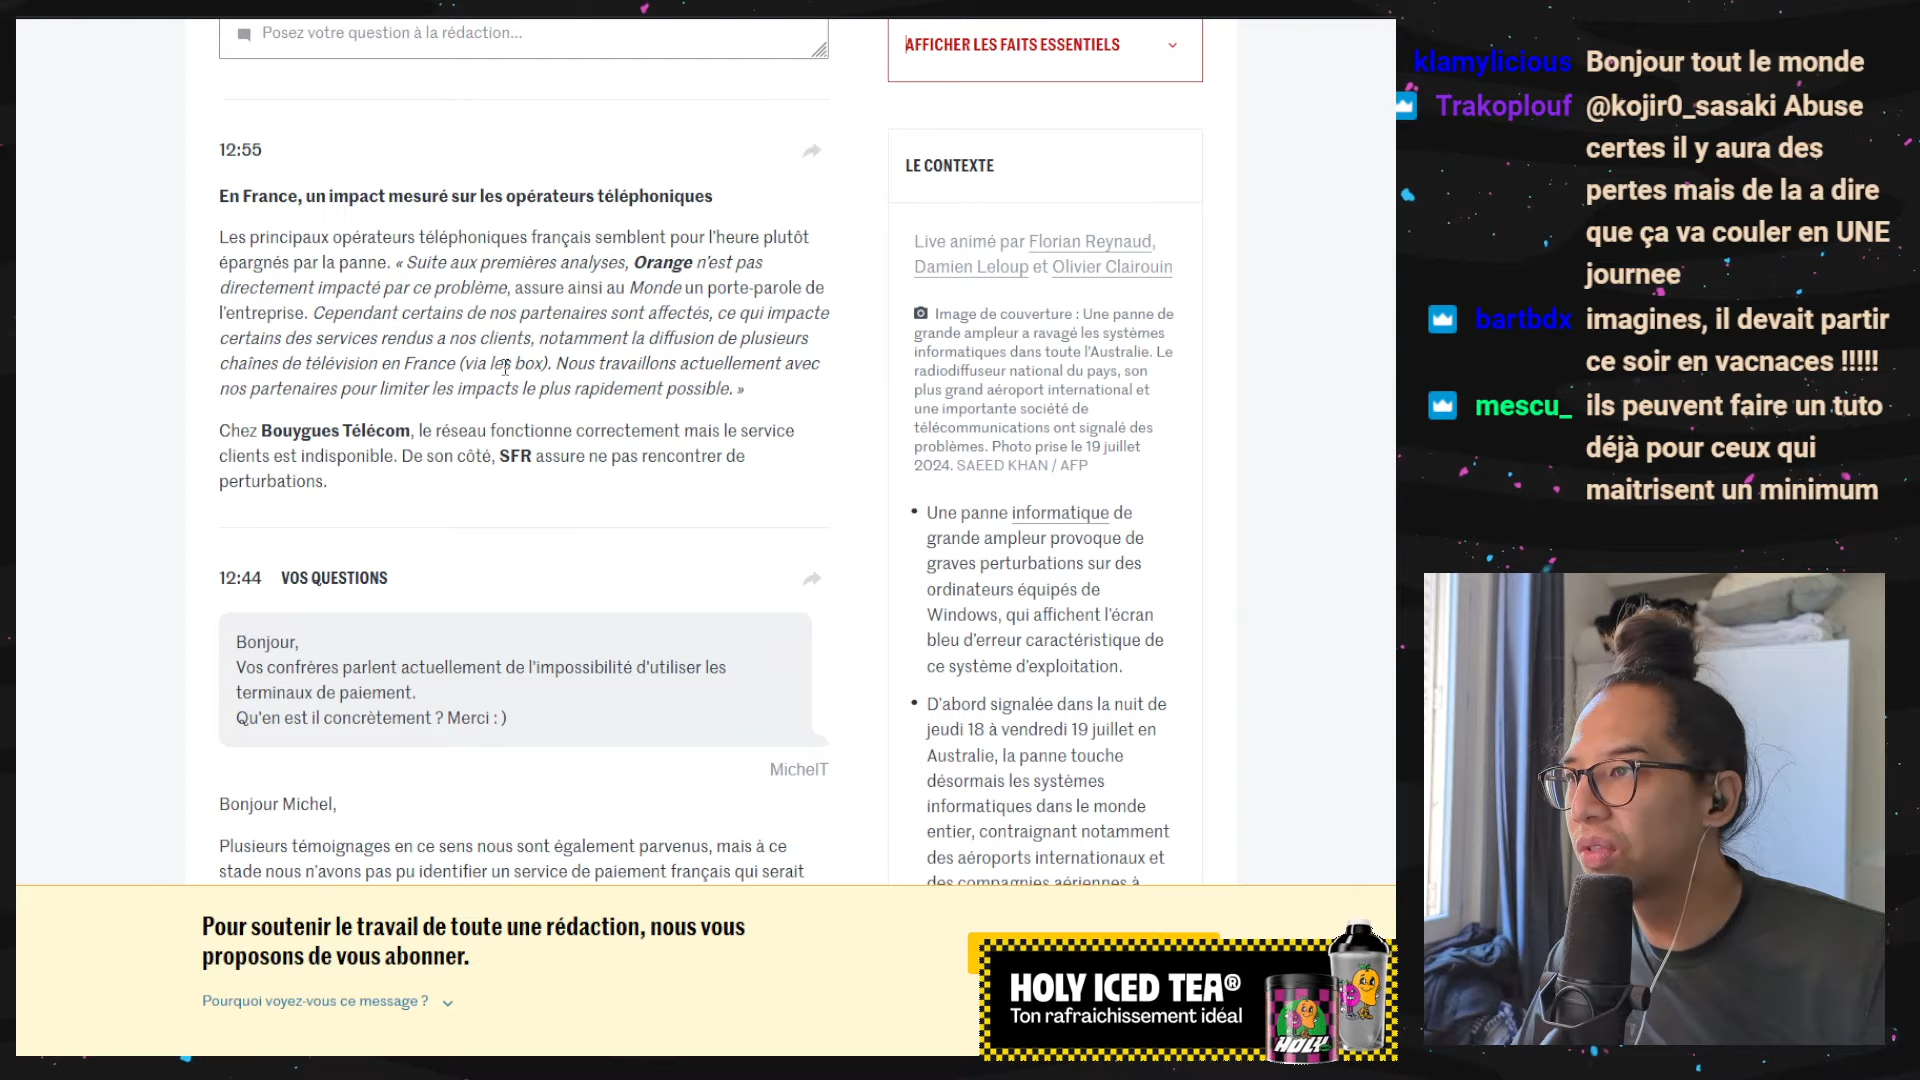 Posez votre question à la rédaction...
12:55
En France, un impact mesuré sur les opérateurs téléphoniques
Les principaux opérateurs téléphoniques français semblent pour l'heure plutôt
épargnés par la panne. « Suite aux premières analyses, Orange n'est pas
directement impacté par ce problème, assure ainsi au Monde un porte-parole de
l'entreprise. Cependant certains de nos partenaires sont affectés, ce qui impacte
certains des services rendus a nos clients, notamment la diffusion de plusieurs
chaînes de télévision en France (via les box). Nous travaillons actuellement avec
nos partenaires pour limiter les impacts le plus rapidement possible. »
Chez Bouygues Télécom, le réseau fonctionne correctement mais le service
clients est indisponible. De son côté, SFR assure ne pas rencontrer de
perturbations.
12:44 VOS QUESTIONS
Bonjour,
Vos confrères parlent actuellement de l'impossibilité d'utiliser les
terminaux de paiement.
Qu'en est il concrètement ? Merci : )
MichelT
Bonjour Michel,
Plusieurs témoignages en ce sens nous sont également parvenus, mais à ce
stade nous n'avons pas pu identifier un service de paiement français qui serait
AFFICHER LES FAITS ESSENTIELS
LE CONTEXTE
Live animé par Florian Reynaud,
Damien Leloup et Olivier Clairouin
Image de couverture : Une panne de
grande ampleur a ravagé les systèmes
informatiques dans toute l'Australie. Le
radiodiffuseur national du pays, son
plus grand aéroport international et
une importante société de
télécommunications ont signalé des
problèmes. Photo prise le 19 juillet
2024. SAEED KHAN / AFP
• Une panne informatique de
grande ampleur provoque de
graves perturbations sur des
ordinateurs équipés de
Windows, qui affichent l'écran
bleu d'erreur caractéristique de
ce système d'exploitation.
• D'abord signalée dans la nuit de
jeudi 18 à vendredi 19 juillet en
Australie, la panne touche
désormais les systèmes
informatiques dans le monde
entier, contraignant notamment
des aéroports internationaux et
des compagnies aériennes à
Pour soutenir le travail de toute une rédaction, nous vous
proposons de vous abonner.
Pourquoi voyez-vous ce message ?
HOLY ICED TEA®
Ton rafraichissement idéal
HOLY
klamylicious Bonjour tout le monde
Trakoplouf @kojir0_sasaki Abuse
certes il y aura des
pertes mais de la a dire
que ça va couler en UNE
journee
bartbdx imagines, il devait partir
ce soir en vacnaces !!!!!
mescu_ ils peuvent faire un tuto
déjà pour ceux qui
maitrisent un minimum